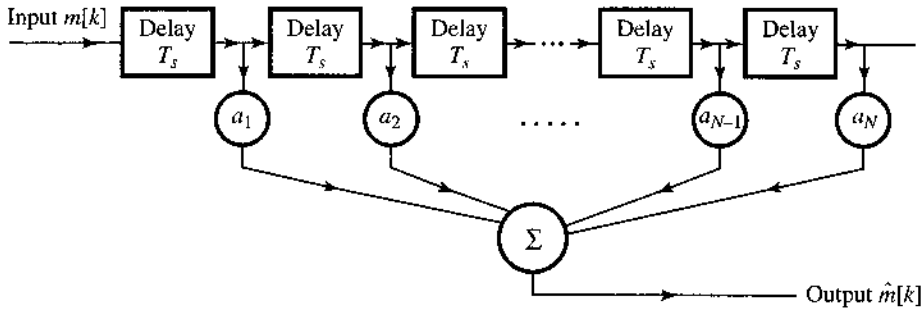 Input m[k]
Delay T_s
Delay T_s
Delay T_s
...
Delay T_s
Delay T_s
a_1
a_2
.....
a_{N-1}
a_N
Σ
Output m̂[k]